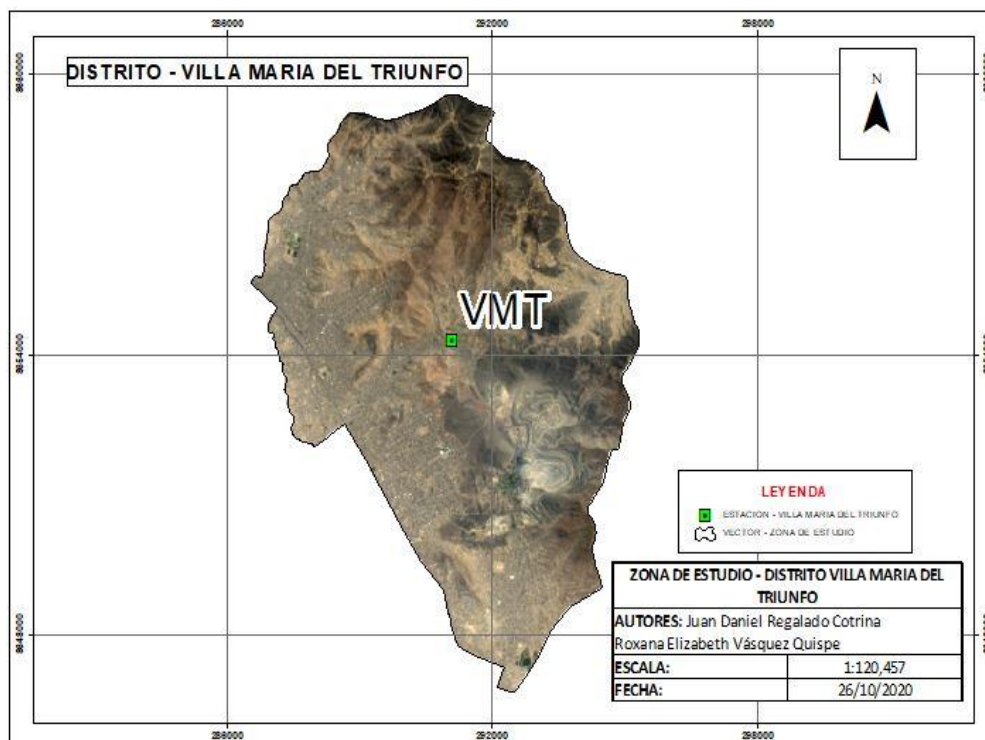 286000 292000 298000
DISTRITO - VILLA MARIA DEL TRIUNFO
N
8660000
VMT
8654000
LEYENDA
ESTACION - VILLA MARIA DEL TRIUNFO
VECTOR - ZONA DE ESTUDIO
ZONA DE ESTUDIO - DISTRITO VILLA MARIA DEL
TRIUNFO
AUTORES: Juan Daniel Regalado Cotrina
Roxana Elizabeth Vásquez Quispe
8648000
ESCALA: 1:120,457
FECHA: 26/10/2020
286000 292000 298000